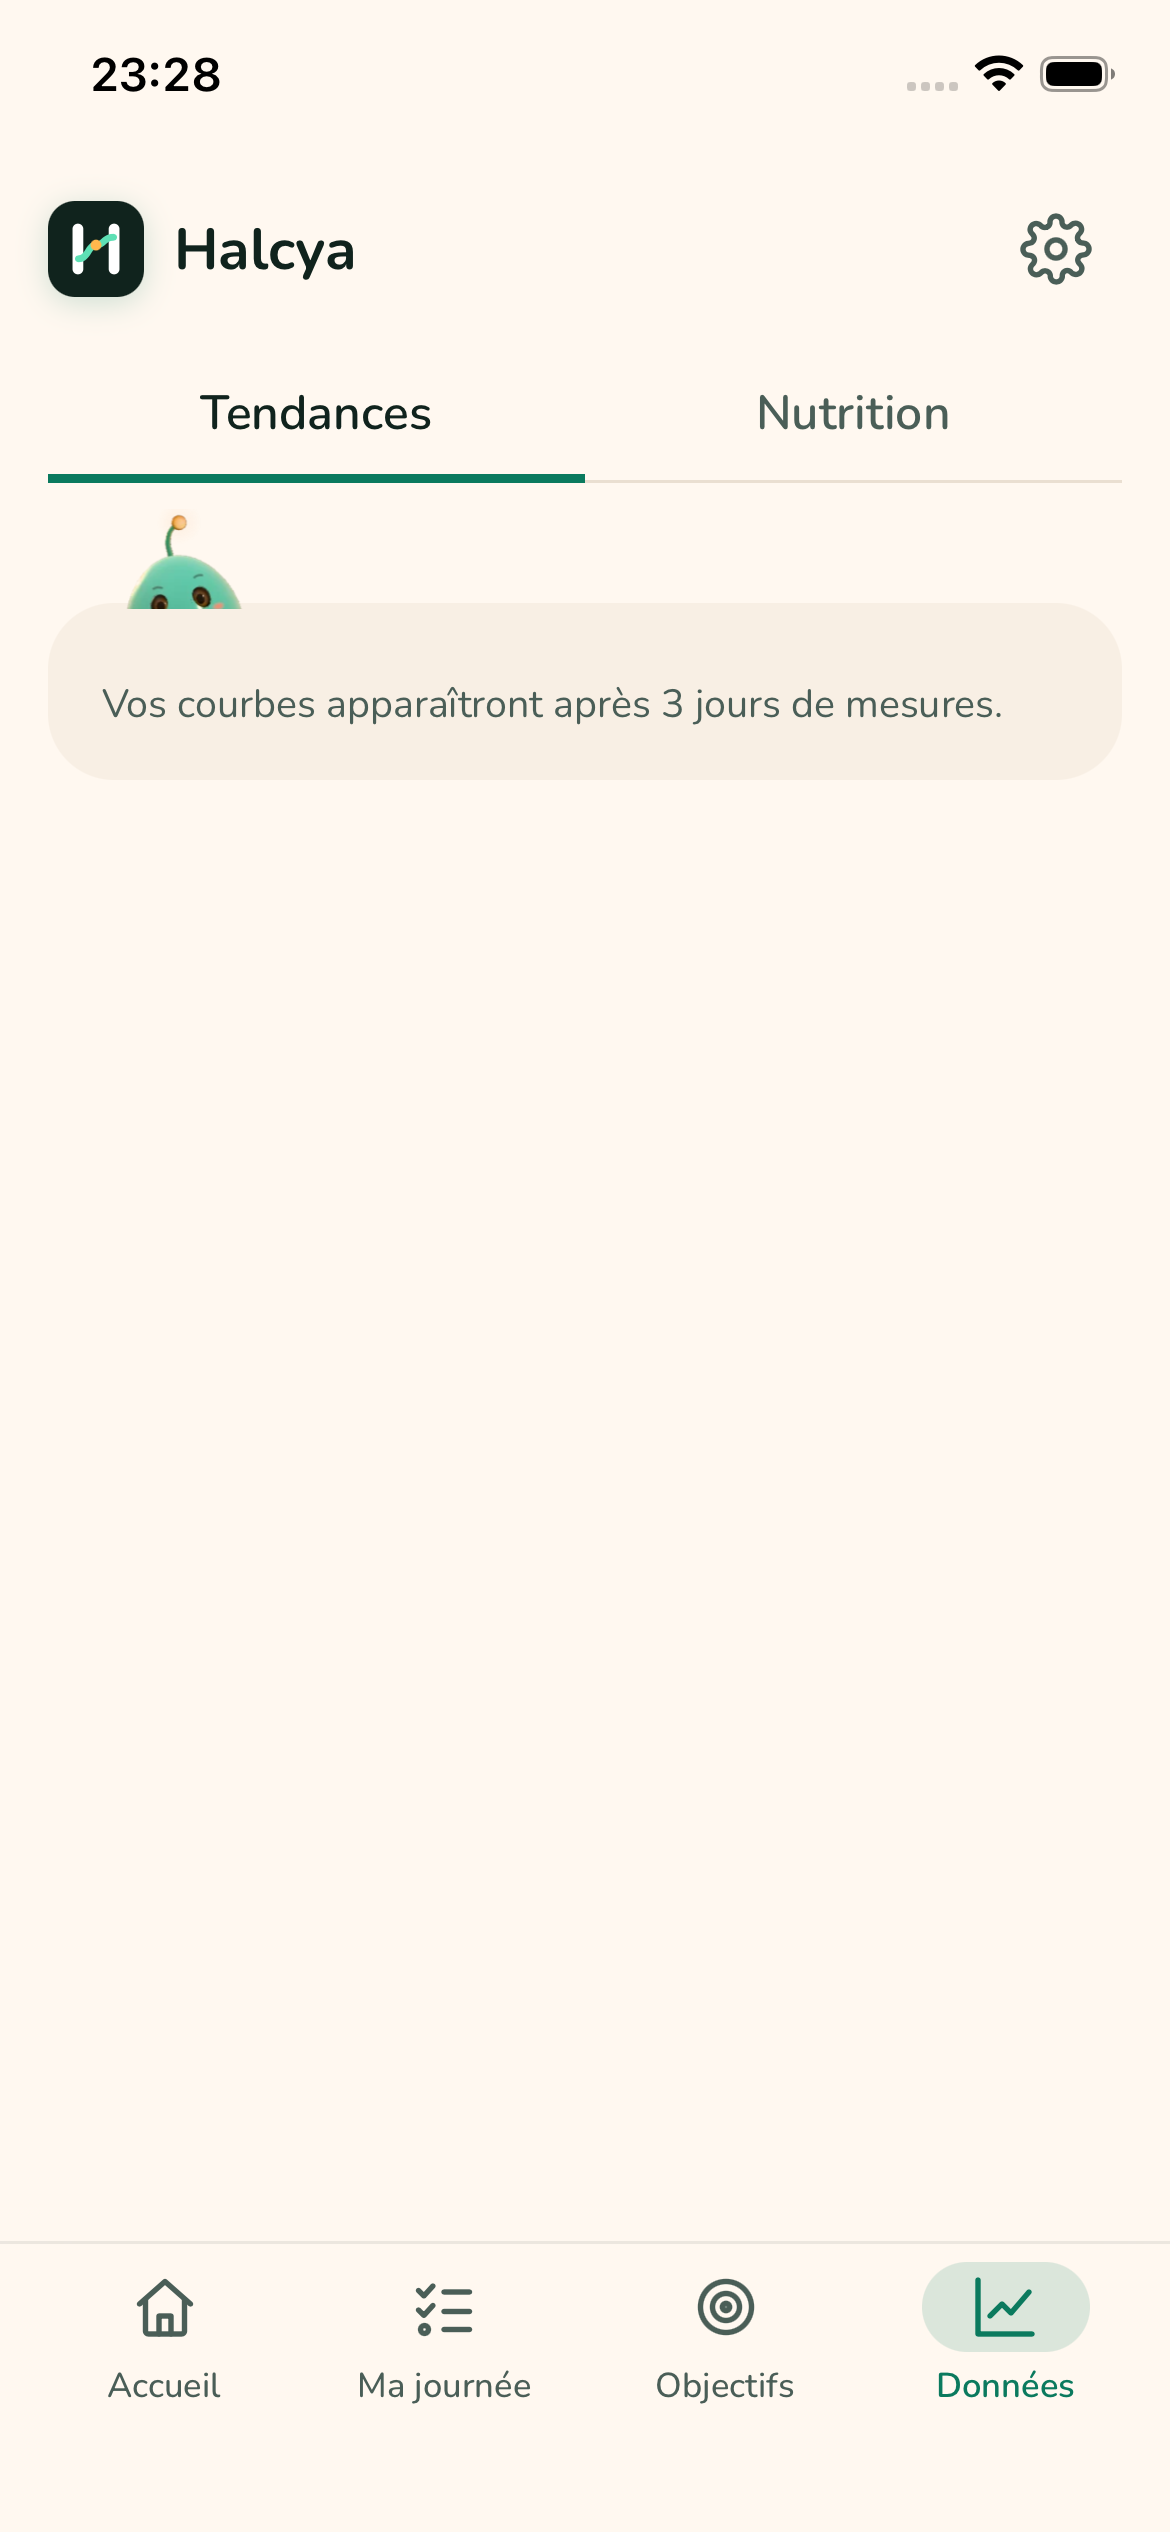 23:28
Halcya
Tendances
Nutrition
Vos courbes apparaîtront après 3 jours de mesures.
Accueil
Ma journée
Objectifs
Données